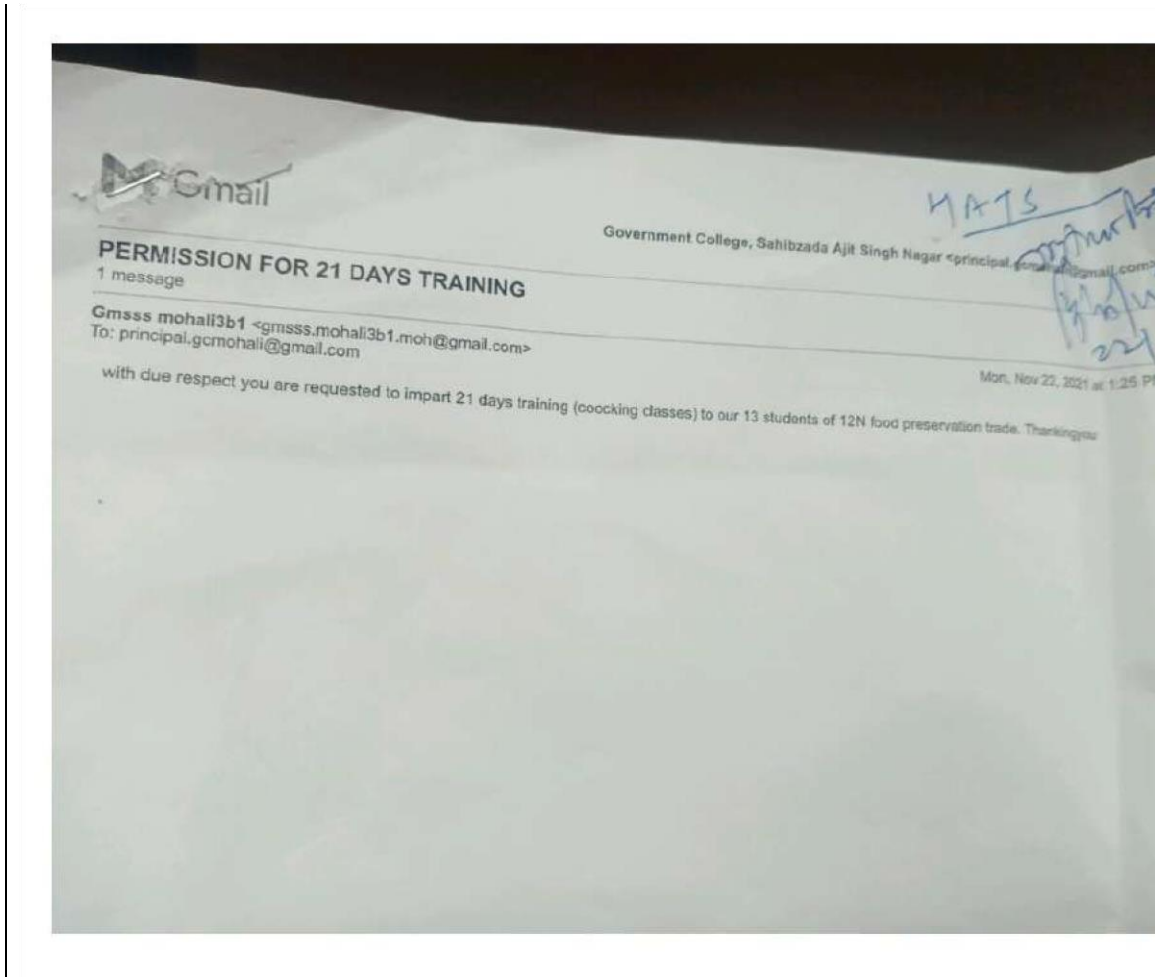 Gmail
HATS
Government College, Sahibzada Ajit Singh Nagar
PERMISSION FOR 21 DAYS TRAINING
1 message
Gmsss mohali3b1 <gmsss.mohali3b1.moh@gmail.com>
To: principal.gcmohali@gmail.com
Mon, Nov 22, 2021 at 1:25 P
with due respect you are requested to impart 21 days training (coocking classes) to our 13 students of 12N food preservation trade. Thankingyou